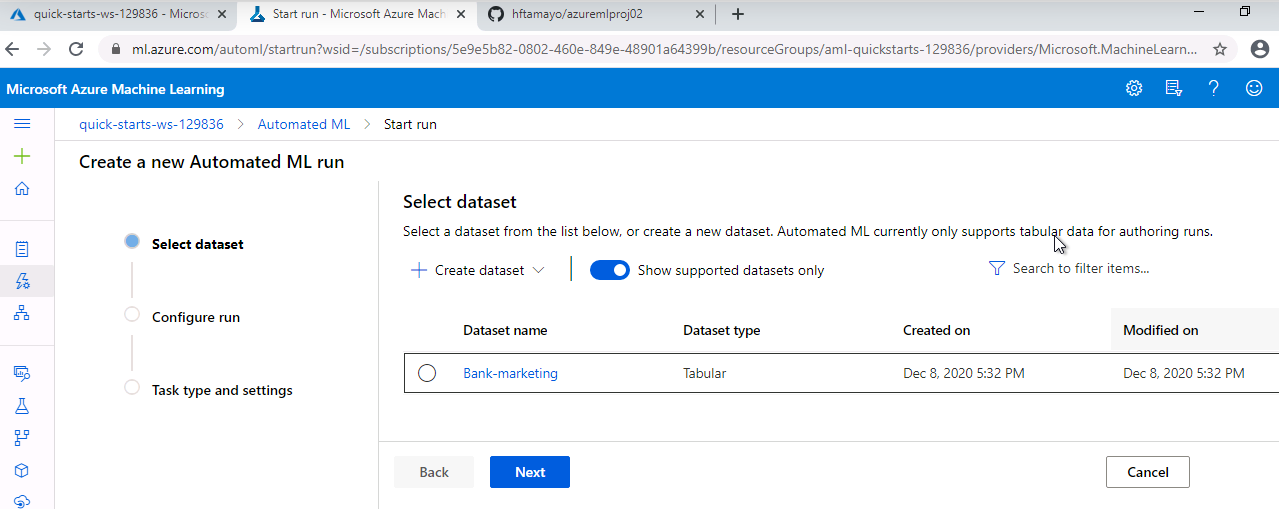 quick-starts-ws-129836 - Microso
Start run - Microsoft Azure Mach
hftamayo/azuremlproj02
ml.azure.com/automl/startrun?wsid=/subscriptions/5e9e5b82-0802-460e-849e-48901a64399b/resourceGroups/aml-quickstarts-129836/providers/Microsoft.MachineLearn...
Microsoft Azure Machine Learning
quick-starts-ws-129836 > Automated ML > Start run
Create a new Automated ML run
Select dataset
Configure run
Task type and settings
Select dataset
Select a dataset from the list below, or create a new dataset. Automated ML currently only supports tabular data for authoring runs.
Create dataset
Show supported datasets only
Search to filter items...
Dataset name Dataset type Created on Modified on
Bank-marketing Tabular Dec 8, 2020 5:32 PM Dec 8, 2020 5:32 PM
Back Next Cancel